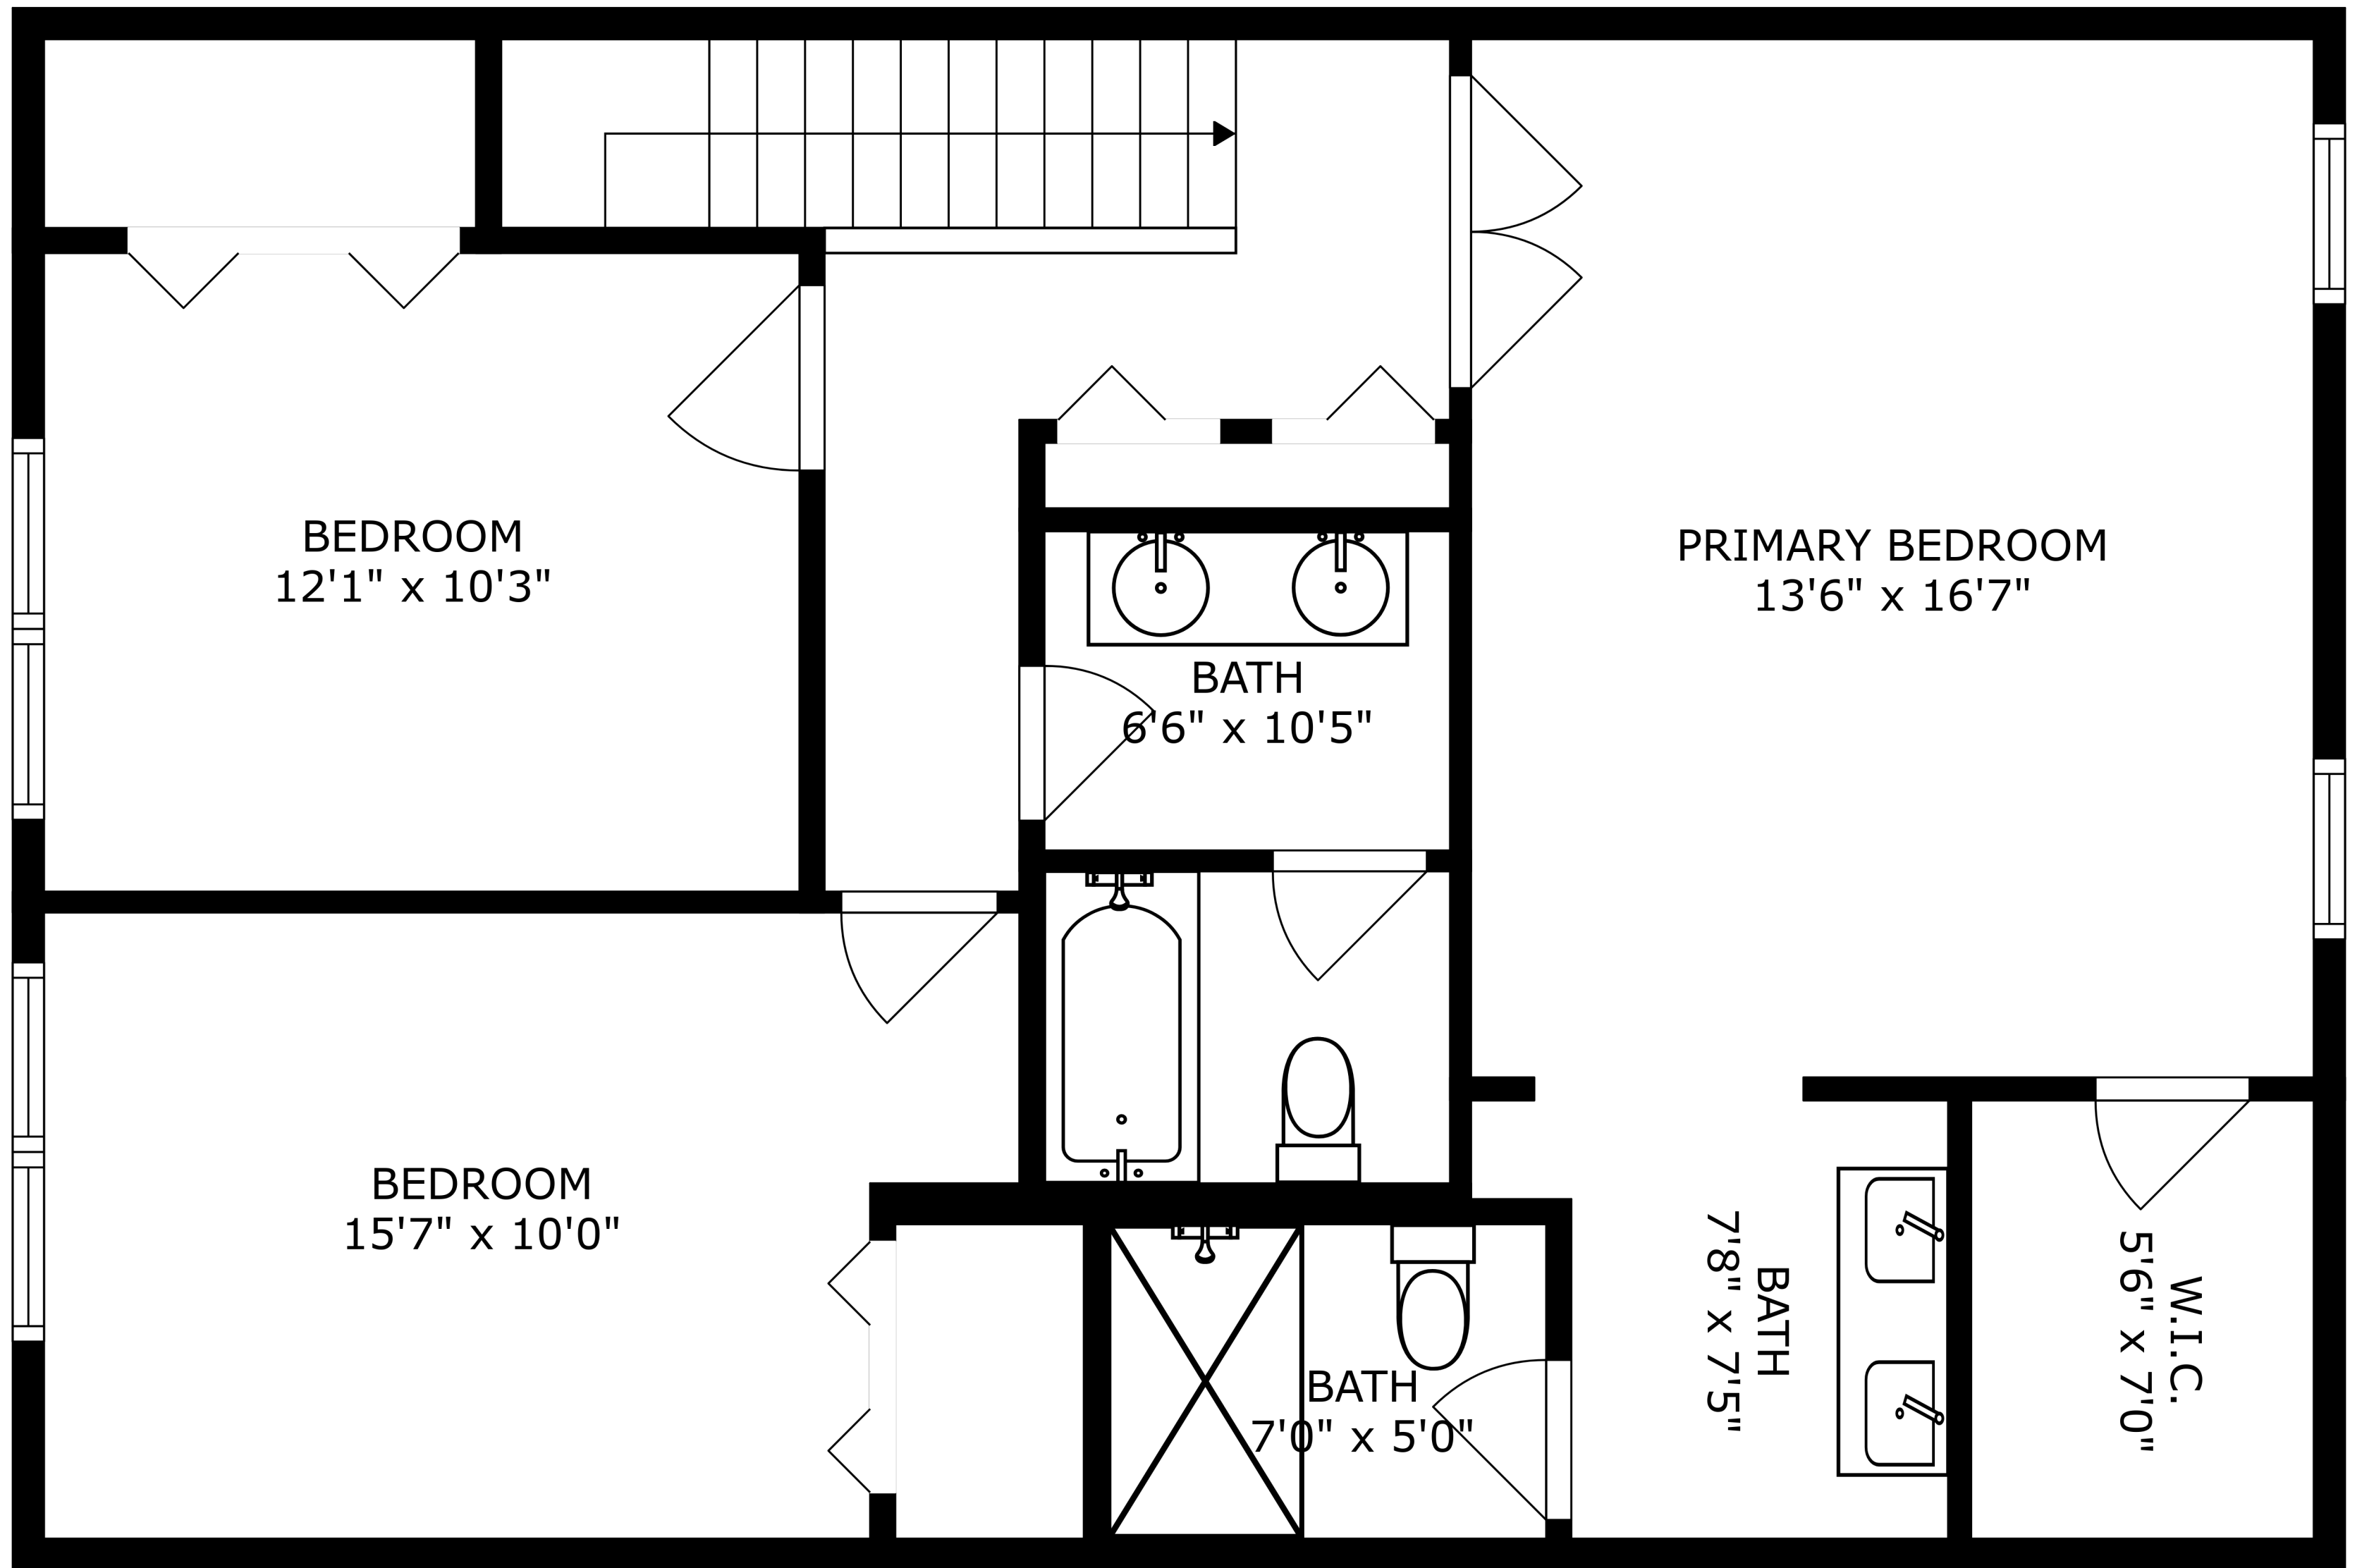 BEDROOM
12'1" x 10'3"
PRIMARY BEDROOM
13'6" x 16'7"
BATH
6'6" x 10'5"
BEDROOM
15'7" x 10'0"
BATH
7'0" x 5'0"
BATH
7'8" x 7'5"
W.I.C.
5'6" x 7'0"